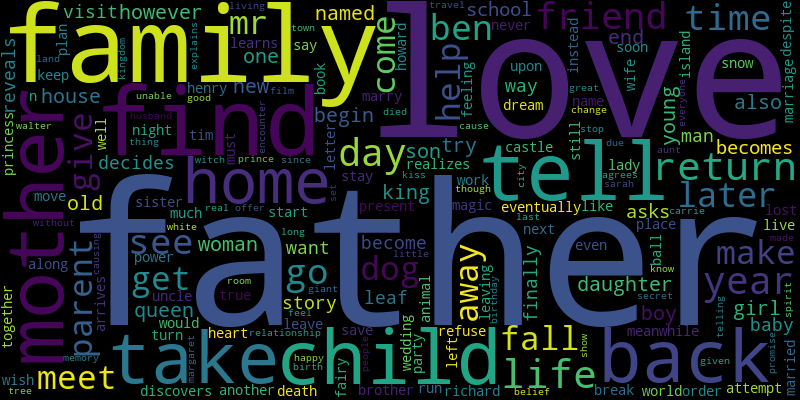 family
love
father
mother
find
home
tell
child
take
back
visit
however
mr
named
ben
friend
time
school
travel
living
town
explains
kingdom
learns
say
come
howard
never
end
instead
soon
wife
island
snow
despite
marriage
reveals
plan
land
keep
n
house
unable
good
film
one
book
help
feeling
upon
way
dream
name
great
change
everyone
also
princess
walter
give
well
henry
new
marry
died
cause
stop
due
young
man
becomes
husband
encounter
begin
letter
night
thing
tim
must
day
son
try
realizes
castle
still
city
agrees
sarah
lady
aunt
return
decides
witch
prince
since
stay
kiss
king
work
though
magic
carrie
later
lost
live
made
move
old
sister
much
real
offer
set
start
present
eventually
like
asks
place
without
along
parent
see
white
woman
long
want
become
little
away
last
next
even
ball
know
make
year
arrives
causing
get
power
uncle
queen
room
true
go
giant
feel
story
dog
leaf
animal
leaving
birthday
finally
daughter
secret
girl
boy
baby
spirit
together
would
turn
heart
leave
relationship
save
people
wedding
party
left
refuse
fall
show
meanwhile
telling
promise
married
wish
tree
meet
memory
discovers
another
margaret
death
happy
birth
fairy
brother
run
richard
belief
life
break
world
order
given
attempt